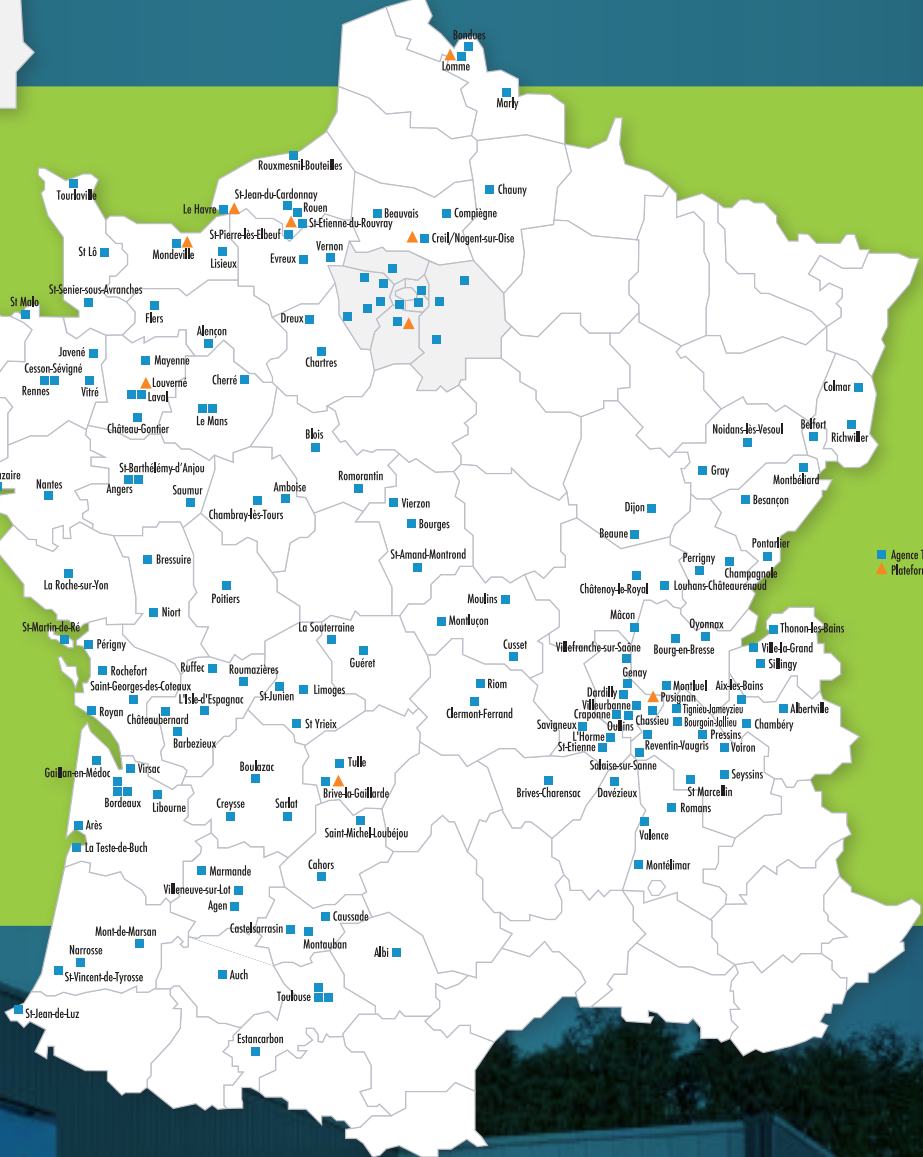 Bondues
Lomme
Marly
Rouxmesnil-Bouteilles
Tourlaville
Chauny
St-Jean-du-Cardonnay
Le Havre
Rouen
Beauvais
Compiègne
St-Etienne-du-Rouvray
St-Pierre-lès-Elbeuf
Creil/Nogent-sur-Oise
Mondeville
Vernon
St Lô
Lisieux
Evreux
St-Senier-sous-Avranches
St Malo
Flers
Dreux
Alençon
Javené
Mayenne
Chartres
Cesson-Sévigné
Louverné
Cherré
Colmar
Rennes
Vitré
Laval
Le Mans
Château-Gontier
Noidans-lès-Vesoul
Belfort
Richwiller
Blois
St-Barthélémy-d'Anjou
Gray
Montbéliard
azaire
Nantes
Angers
Saumur
Amboise
Romorantin
Besançon
Chambray-lès-Tours
Vierzon
Dijon
Bourges
Beaune
Pontarlier
Agence T
St-Amand-Montrond
Bressuire
Perrigny
Champagnole
Plateform
La Roche-sur-Yon
Poitiers
Châtenoy-le-Royal
Louhans-Châteaurenaud
Moulins
Niort
Montluçon
Mâcon
St-Martin-de-Ré
La Souterraine
Oyonnax
Thonon-les-Bains
Périgny
Cusset
Villefranche-sur-Saône
Bourg-en-Bresse
Ville-la-Grand
Guéret
Sillingy
Rochefort
Ruffec
Roumazières
Genay
Saint-Georges-des-Coteaux
St-Junien
Limoges
Riom
Dardilly
Montluel
Aix-les-Bains
L'Isle-d'Espagnac
Pusignan
Royan
Châteaubernard
Clermont-Ferrand
Villeurbanne
Tignieu-Jameyzieu
Albertville
Craponne
St Yrieix
Savigneux
Oullins
Chassieu
Bourgoin-Jallieu
Chambéry
Barbezieux
L'Horme
Pressins
St-Etienne
Reventin-Vaugris
Voiron
Gaillan-en-Médoc
Virsac
Boulazac
Tulle
Salaise-sur-Sanne
Seyssins
Bordeaux
Libourne
Brive-la-Gaillarde
Brives-Charensac
Davézieux
St Marcellin
Creysse
Sarlat
Romans
Arès
Saint-Michel-Loubéjou
Valence
La Teste-de-Buch
Marmande
Cahors
Montélimar
Villeneuve-sur-Lot
Agen
Caussade
Mont-de-Marsan
Castelsarrasin
Montauban
Narrosse
Albi
St-Vincent-de-Tyrosse
Auch
Toulouse
St-Jean-de-Luz
Estancarbon